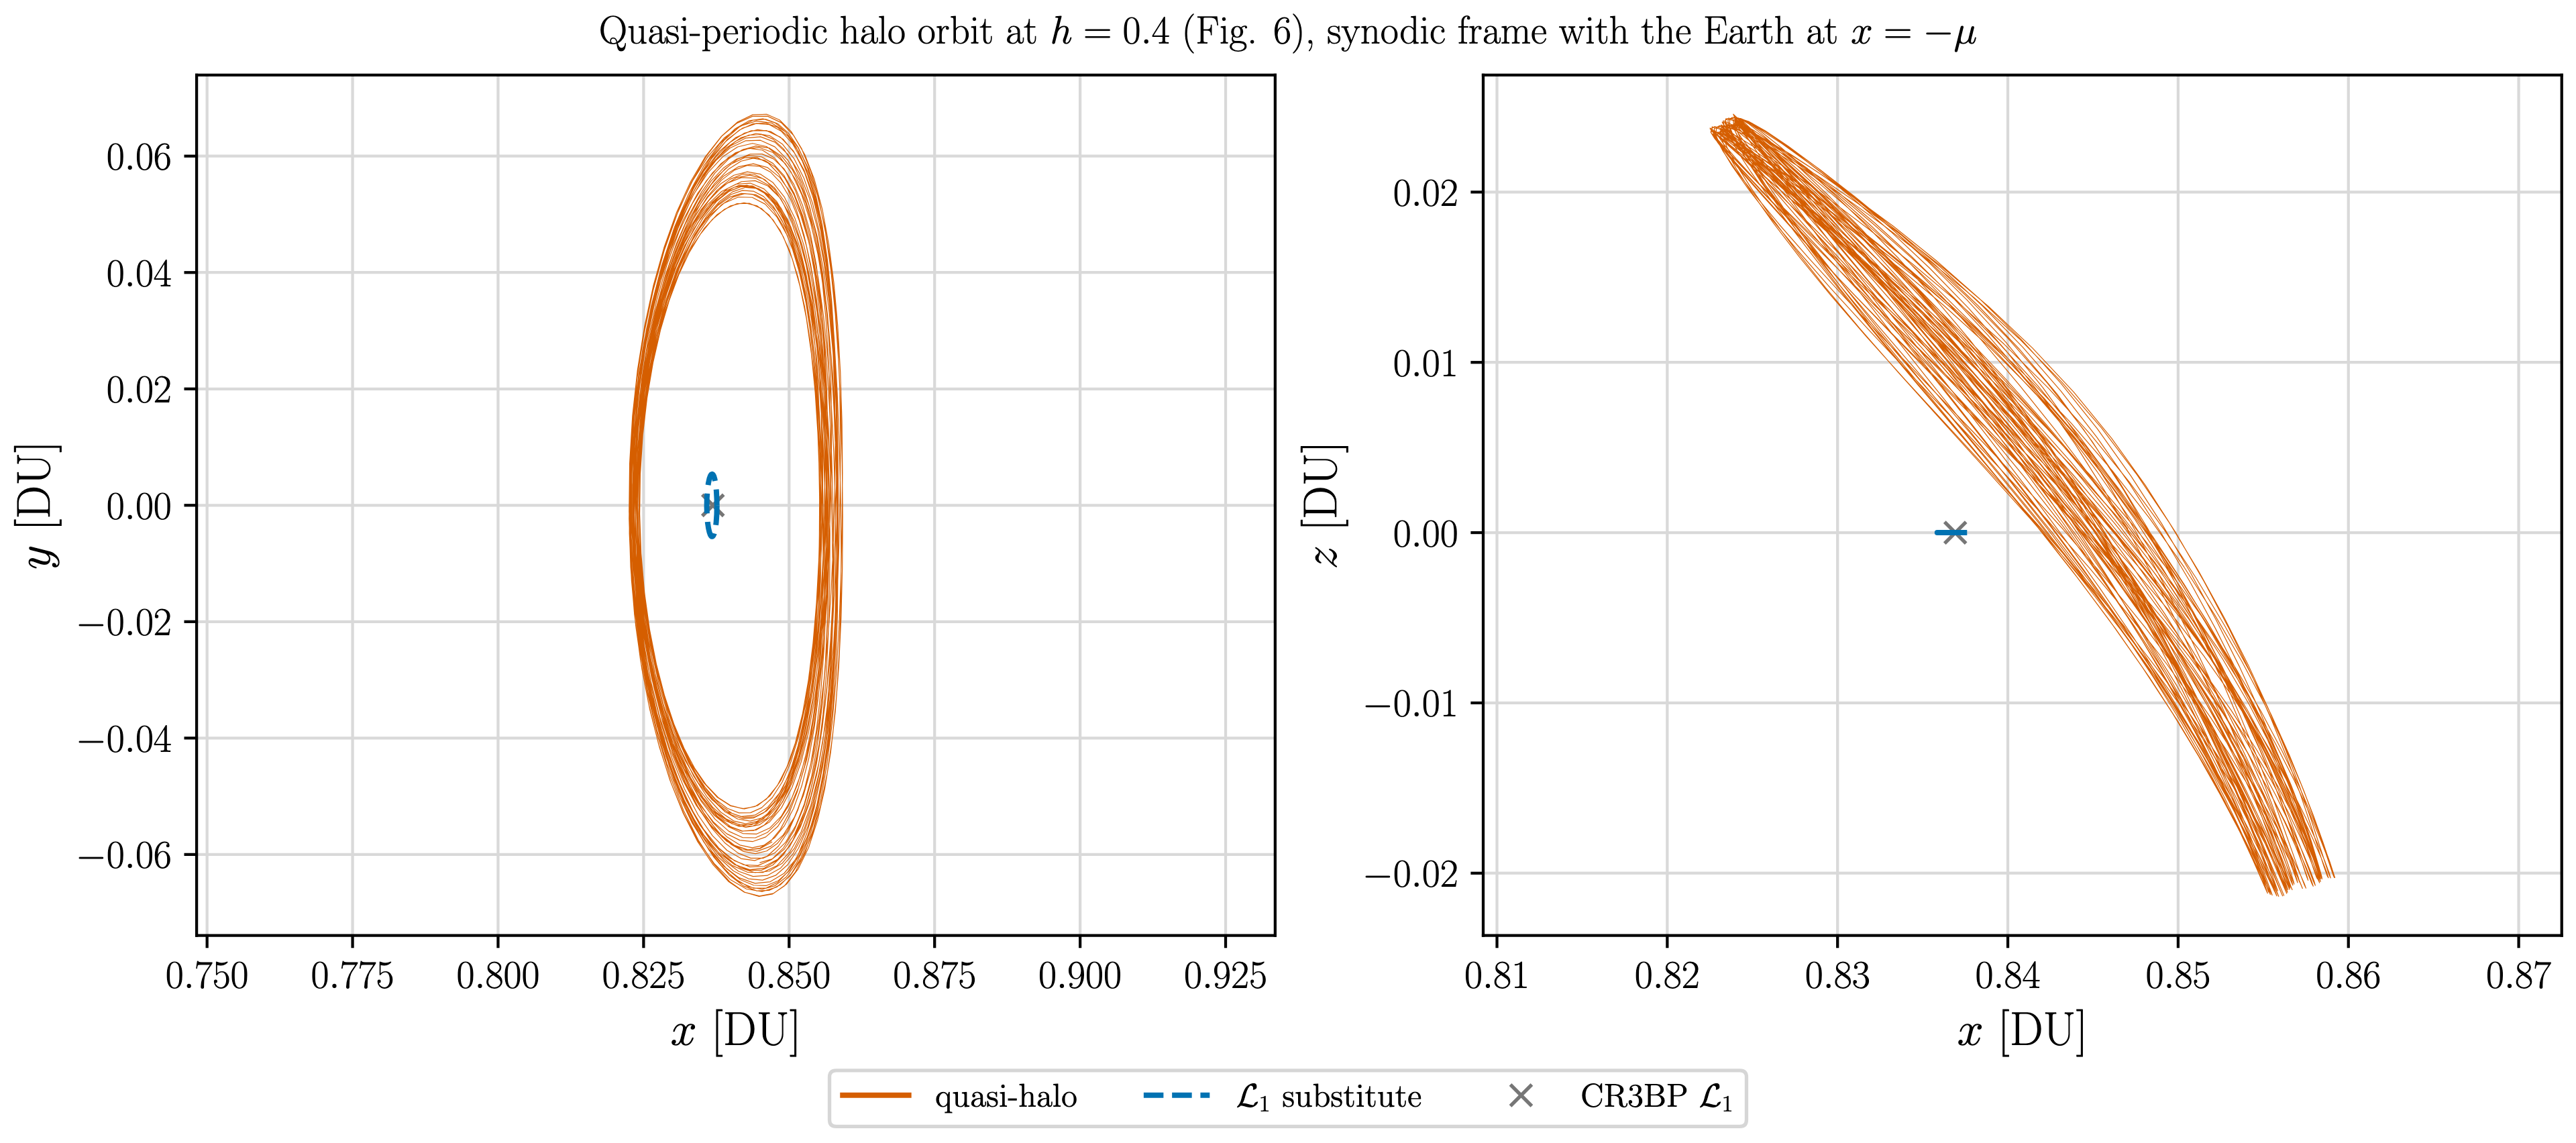 Quasi-periodic halo orbit at h = 0.4 (Fig. 6), synodic frame with the Earth at x = −μ
y [DU]
0.06
0.04
0.02
0.00
−0.02
−0.04
−0.06
0.750 0.775 0.800 0.825 0.850 0.875 0.900 0.925
x [DU]
z [DU]
0.02
0.01
0.00
−0.01
−0.02
0.81 0.82 0.83 0.84 0.85 0.86 0.87
x [DU]
quasi-halo ℒ₁ substitute CR3BP ℒ₁